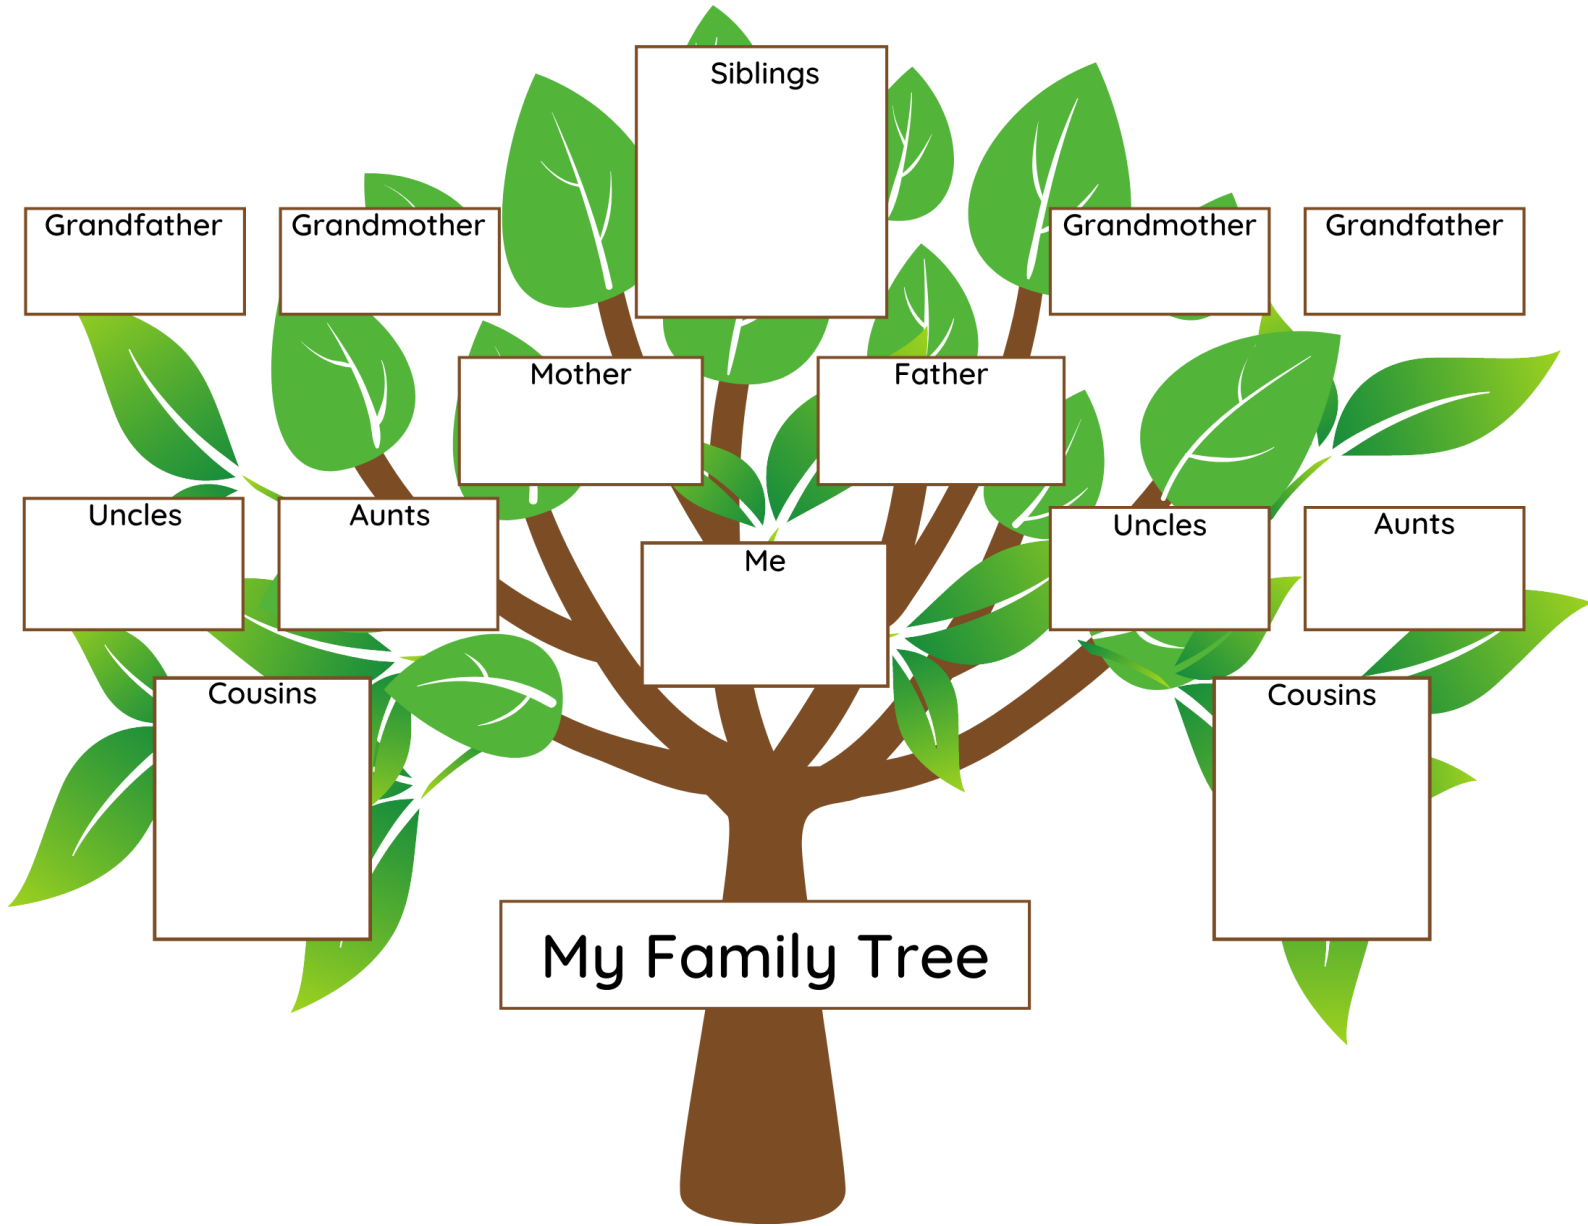 Siblings
Grandfather
Grandmother
Grandmother
Grandfather
Mother
Father
Uncles
Aunts
Me
Uncles
Aunts
Cousins
Cousins
My Family Tree